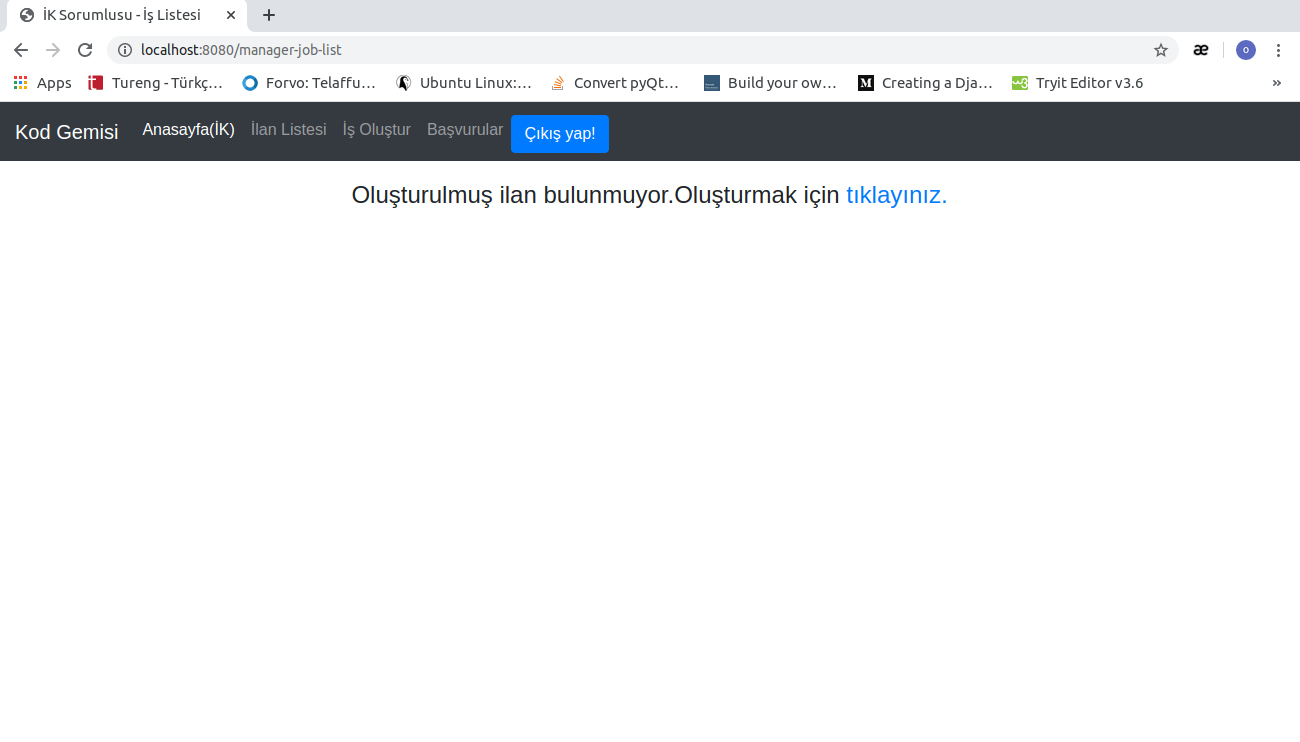 İK Sorumlusu - İş Listesi
localhost:8080/manager-job-list
o
Apps Tureng - Türkç... Forvo: Telaffu... Ubuntu Linux:... Convert pyQt... Build your ow... M Creating a Dja... w3 Tryit Editor v3.6 »
Kod Gemisi Anasayfa(İK) İlan Listesi İş Oluştur Başvurular Çıkış yap!
Oluşturulmuş ilan bulunmuyor.Oluşturmak için tıklayınız.